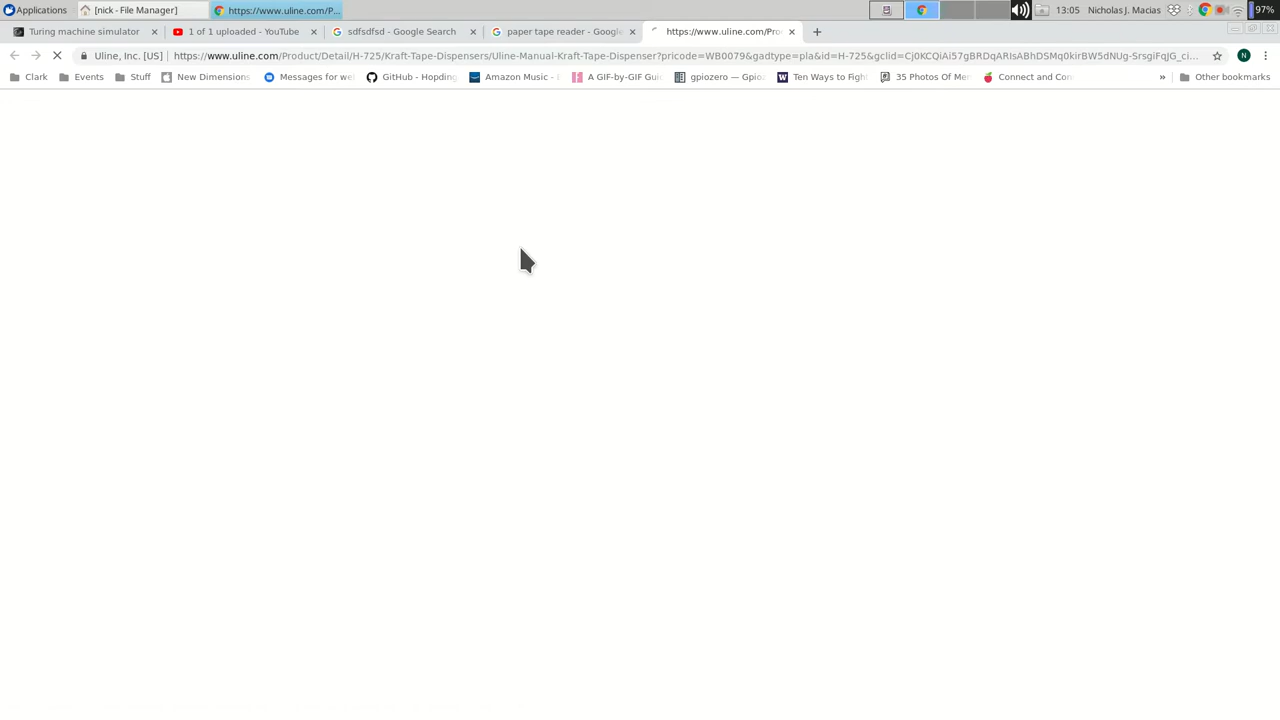 Applications [nick - File Manager] https://www.uline.com/P... 13:05 Nicholas J. Macias 97%
Turing machine simulator 1 of 1 uploaded - YouTube sdfsdfsd - Google Search paper tape reader - Google https://www.uline.com/Pro
Uline, Inc. [US] https://www.uline.com/Product/Detail/H-725/Kraft-Tape-Dispensers/Uline-Manual-Kraft-Tape-Dispenser?pricode=WB0079&gadtype=pla&id=H-725&gclid=Cj0KCQiAi57gBRDqARIsABhDSMq0kirBW5dNUg-SrsgiFqJG_ci...
Clark Events Stuff New Dimensions Messages for we GitHub - Hopding Amazon Music - A GIF-by-GIF Gui gpiozero — Gpio Ten Ways to Figh 35 Photos Of Me Connect and Con » Other bookmarks